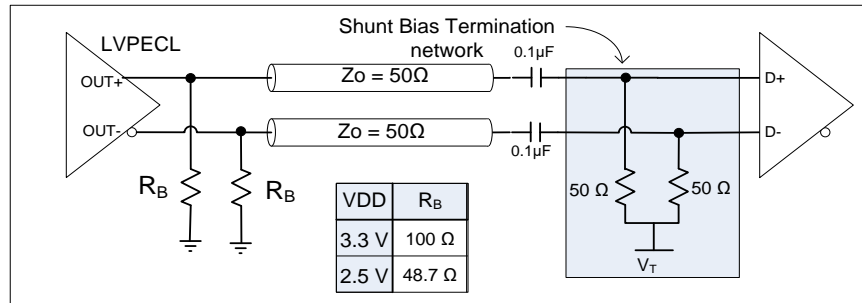 Shunt Bias Termination
network
LVPECL
0.1µF
OUT+
Zo = 50Ω
D+
OUT-
Zo = 50Ω
D-
0.1µF
RB
RB
VDD RB
3.3 V 100 Ω
2.5 V 48.7 Ω
50 Ω
50 Ω
VT